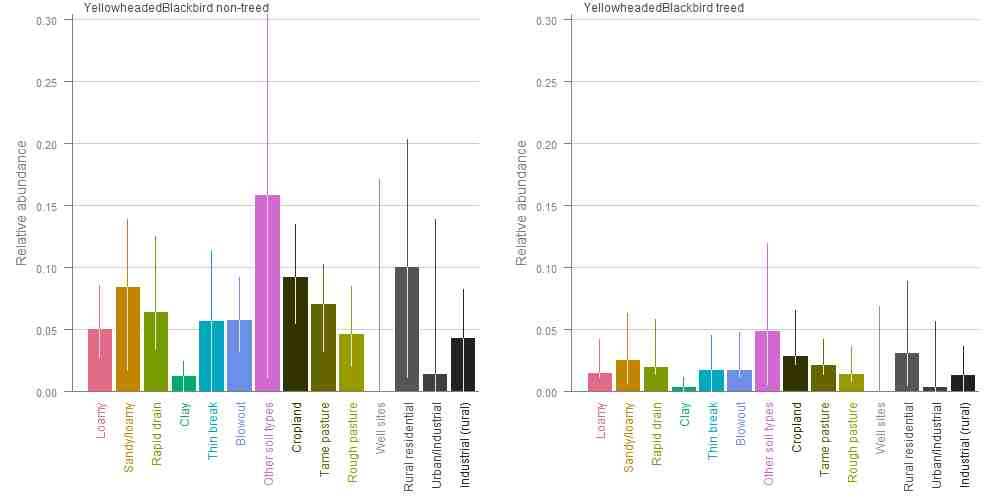 YellowheadedBlackbird non-treed
Relative abundance
0.30
0.25
0.20
0.15
0.10
0.05
0.00
Loamy
Sandy/loamy
Rapid drain
Clay
Thin break
Blowout
Other soil types
Cropland
Tame pasture
Rough pasture
Well sites
Rural residential
Urban/Industrial
Industrial (rural)
YellowheadedBlackbird treed
Relative abundance
0.30
0.25
0.20
0.15
0.10
0.05
0.00
Loamy
Sandy/loamy
Rapid drain
Clay
Thin break
Blowout
Other soil types
Cropland
Tame pasture
Rough pasture
Well sites
Rural residential
Urban/Industrial
Industrial (rural)